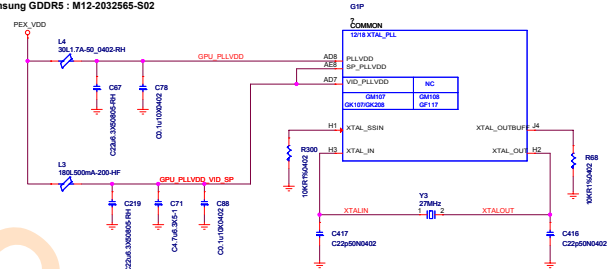 nsung GDDR5 : M12-2032565-S02
G1P
?
COMMON
12/18 XTAL_PLL
PEX_VDD
L4
30L1.7A-50_0402-RH
GPU_PLLVDD
AD8
PLLVDD
AE8
SP_PLLVDD
AD7
VID_PLLVDD
NC
GM107
GK107/GK208
GM108
GF117
C67
C22u6.3X50805-RH
C78
C0.1u10X0402
H1
XTAL_SSIN
XTAL_OUTBUFF
J4
H3
XTAL_IN
XTAL_OUT
H2
R300
10KR1%0402
R68
10KR1%0402
L3
180L500mA-200-HF
GPU_PLLVDD_VID_SP
C219
C22u6.3X50805-RH
C71
C4.7u6.3X5-1
C88
C0.1u10X0402
Y3
27MHz
XTALIN
1
2
XTALOUT
C417
C22p50N0402
C416
C22p50N0402